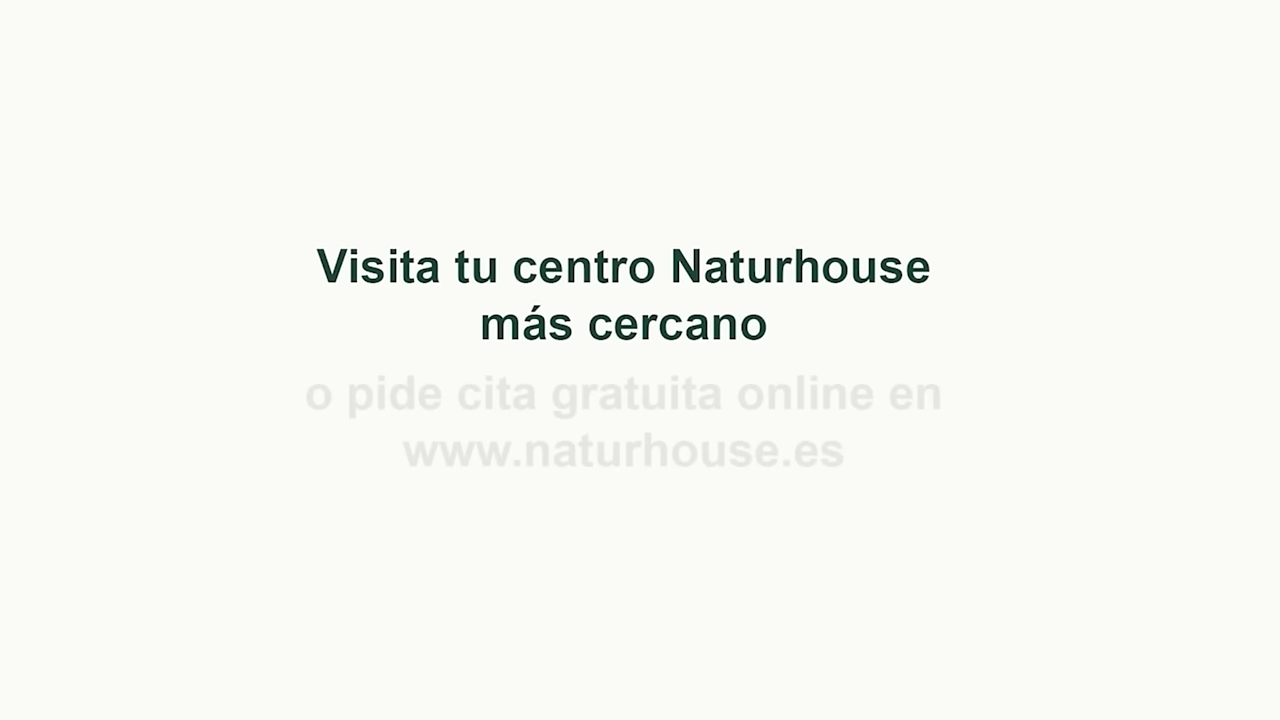 Visita tu centro Naturhouse
más cercano
o pide cita gratuita online en
www.naturhouse.es